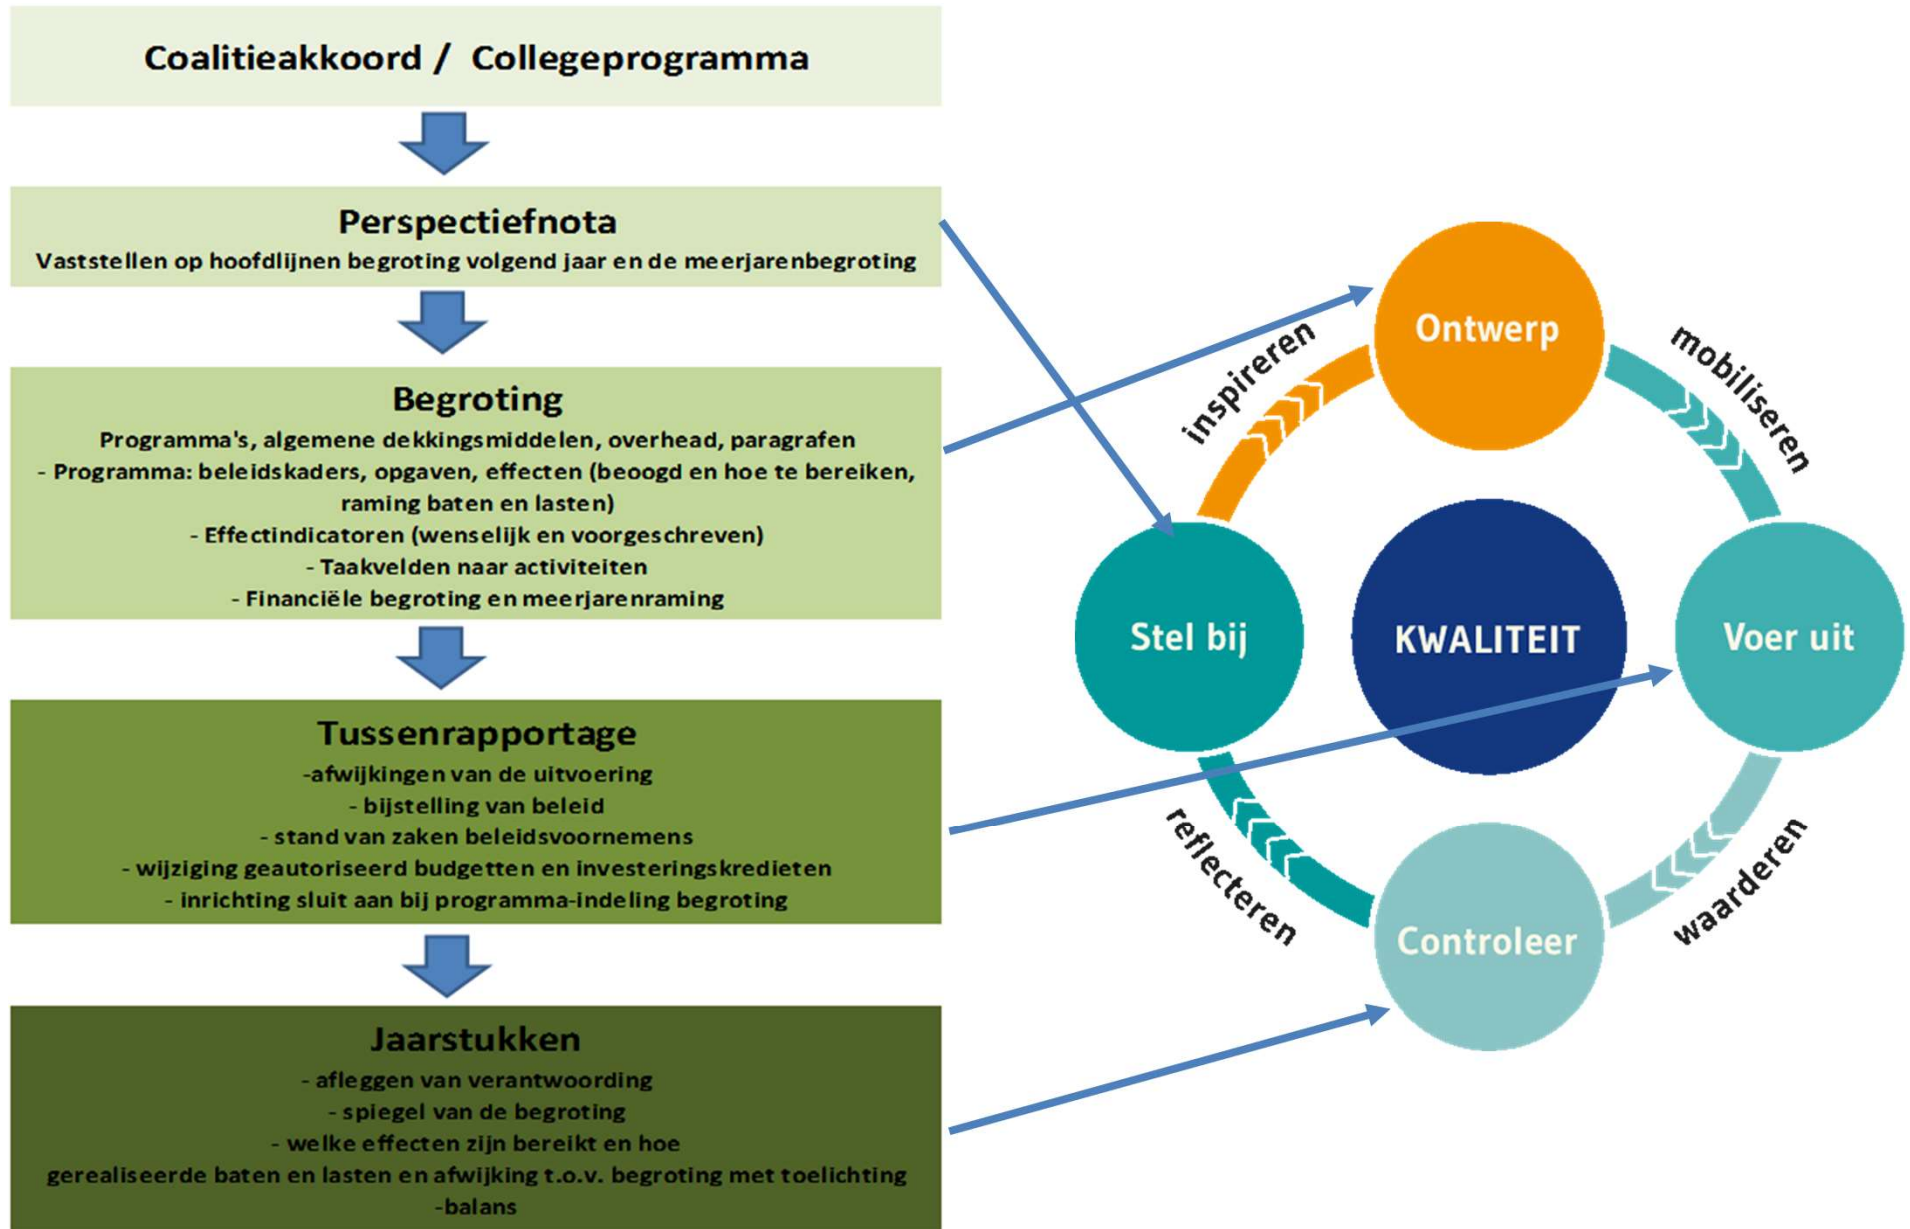 Coalitieakkoord / Collegeprogramma
Perspectiefnota
Vaststellen op hoofdlijnen begroting volgend jaar en de meerjarenbegroting
Begroting
Programma's, algemene dekkingsmiddelen, overhead, paragrafen
- Programma: beleidskaders, opgaven, effecten (beoogd en hoe te bereiken,
raming baten en lasten)
- Effectindicatoren (wenselijk en voorgeschreven)
- Taakvelden naar activiteiten
- Financiële begroting en meerjarenraming
Tussenrapportage
-afwijkingen van de uitvoering
- bijstelling van beleid
- stand van zaken beleidsvoornemens
- wijziging geautoriseerd budgetten en investeringskredieten
- inrichting sluit aan bij programma-indeling begroting
Jaarstukken
- afleggen van verantwoording
- spiegel van de begroting
- welke effecten zijn bereikt en hoe
gerealiseerde baten en lasten en afwijking t.o.v. begroting met toelichting
-balans
Ontwerp
inspireren
mobiliseren
Stel bij
KWALITEIT
Voer uit
reflecteren
waarderen
Controleer